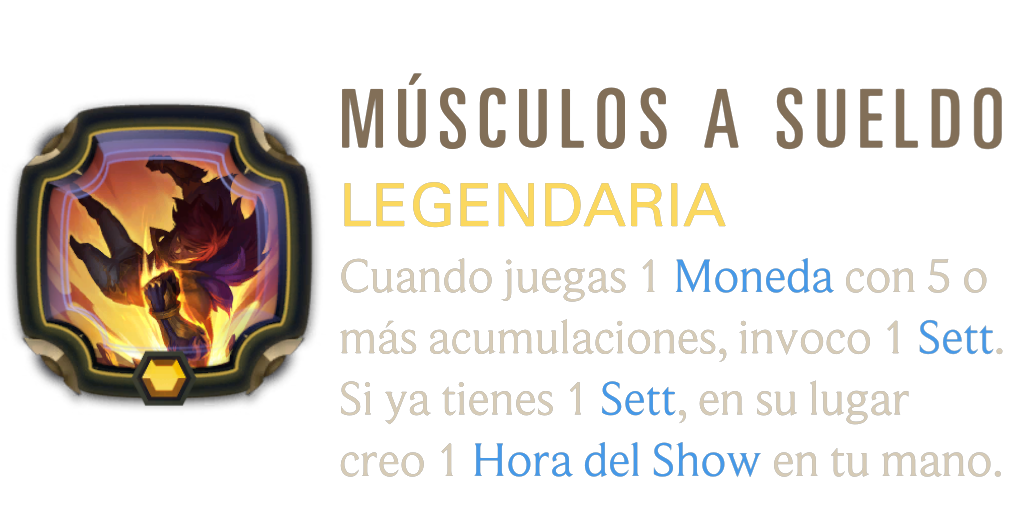 MÚSCULOS A SUELDO
LEGENDARIA
Cuando juegas 1 Moneda con 5 o
más acumulaciones, invoco 1 Sett.
Si ya tienes 1 Sett, en su lugar
creo 1 Hora del Show en tu mano.